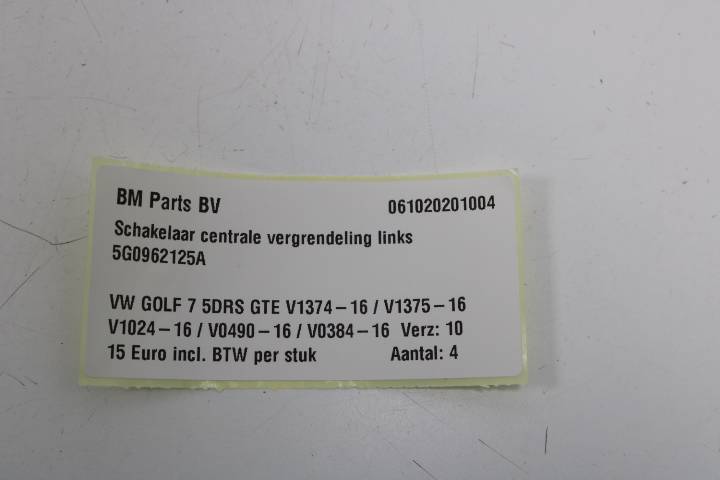 BM Parts BV 061020201004
Schakelaar centrale vergrendeling links
5G0962125A
VW GOLF 7 5DRS GTE V1374-16 / V1375-16
V1024-16 / V0490-16 / V0384-16 Verz: 10
15 Euro incl. BTW per stuk Aantal: 4